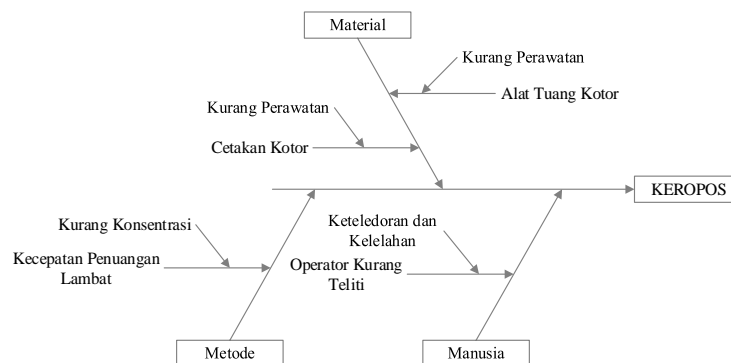 Material
Kurang Perawatan
Alat Tuang Kotor
Kurang Perawatan
Cetakan Kotor
KEROPOS
Kurang Konsentrasi
Kecepatan Penuangan
Lambat
Keteledoran dan
Kelelahan
Operator Kurang
Teliti
Metode
Manusia